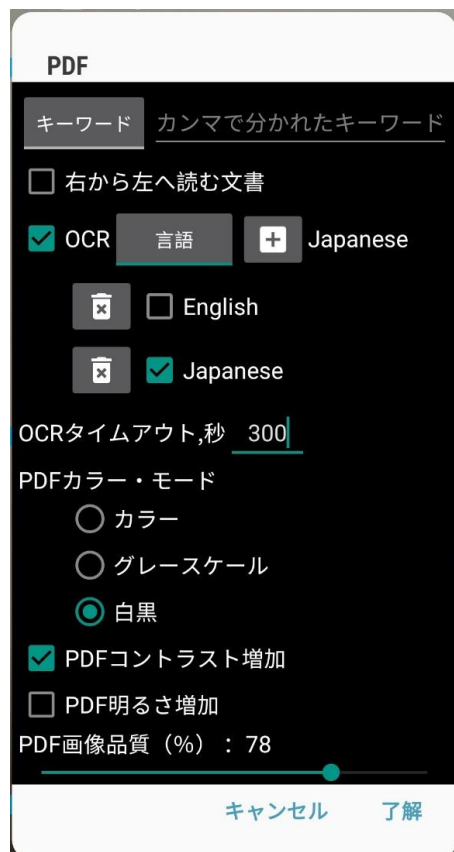 PDF
キーワード カンマで分かれたキーワード
右から左へ読む文書
OCR 言語 Japanese
English
Japanese
OCRタイムアウト,秒 300
PDFカラー・モード
カラー
グレースケール
白黒
PDFコントラスト増加
PDF明るさ増加
PDF画像品質（%）：78
キャンセル 了解